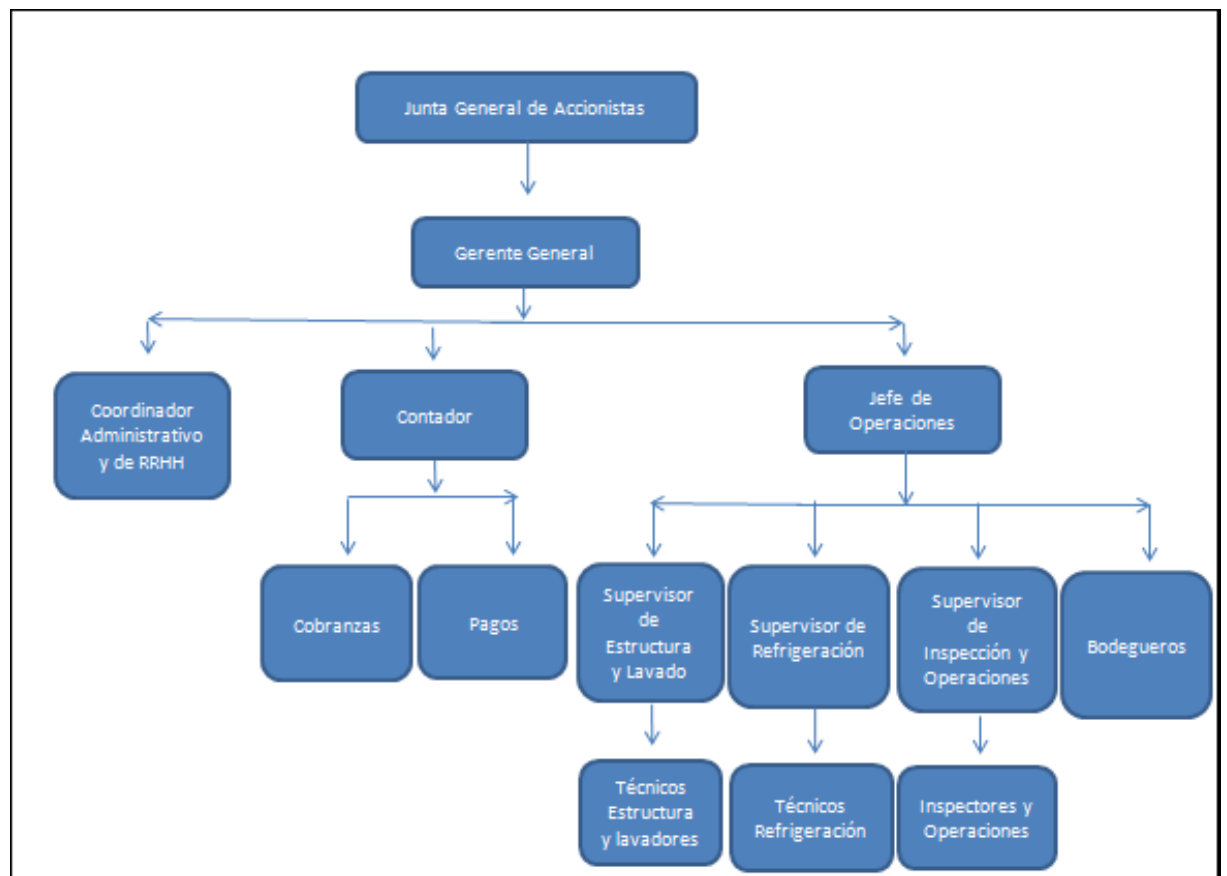 Junta General de Accionistas
Gerente General
Coordinador
Administrativo
y de RRHH
Contador
Jefe de
Operaciones
Cobranzas
Pagos
Supervisor
de
Estructura
y Lavado
Supervisor de
Refrigeración
Supervisor
de
Inspección y
Operaciones
Bodegueros
Técnicos
Estructura
y lavadores
Técnicos
Refrigeración
Inspectores y
Operaciones